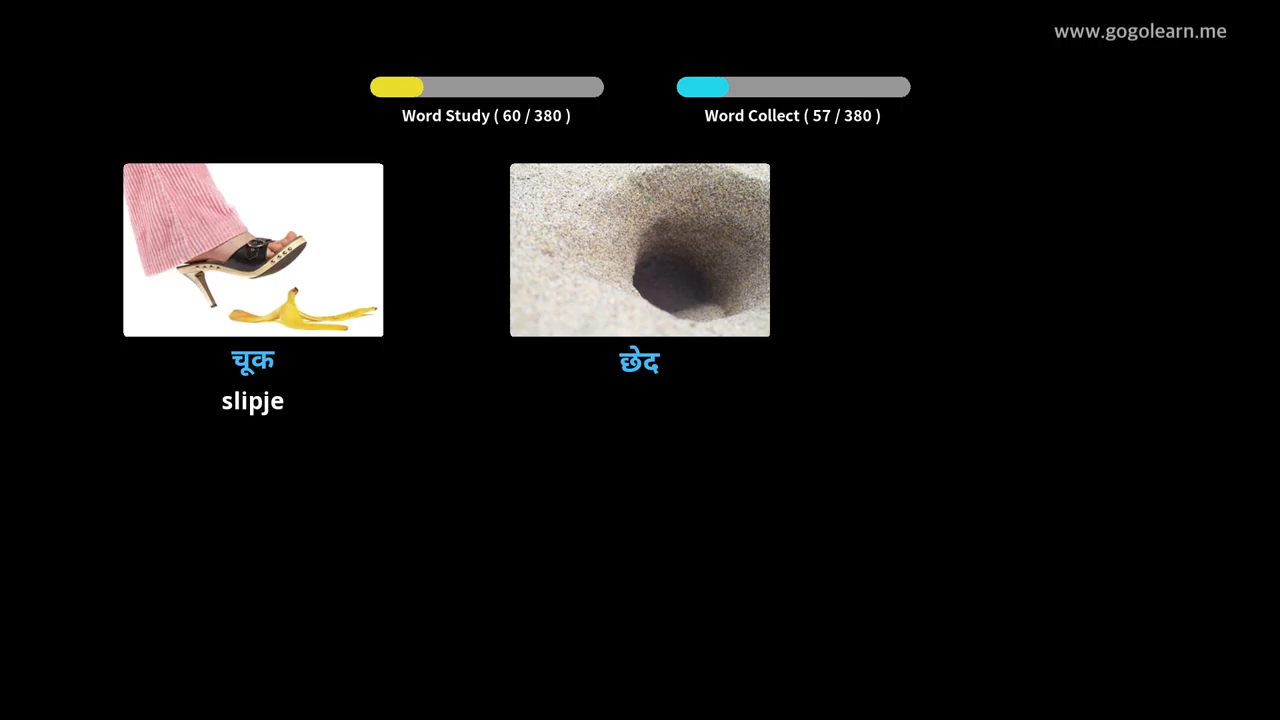 www.gogolearn.me
Word Study ( 60 / 380 )
Word Collect ( 57 / 380 )
चूक
छेद
slipje